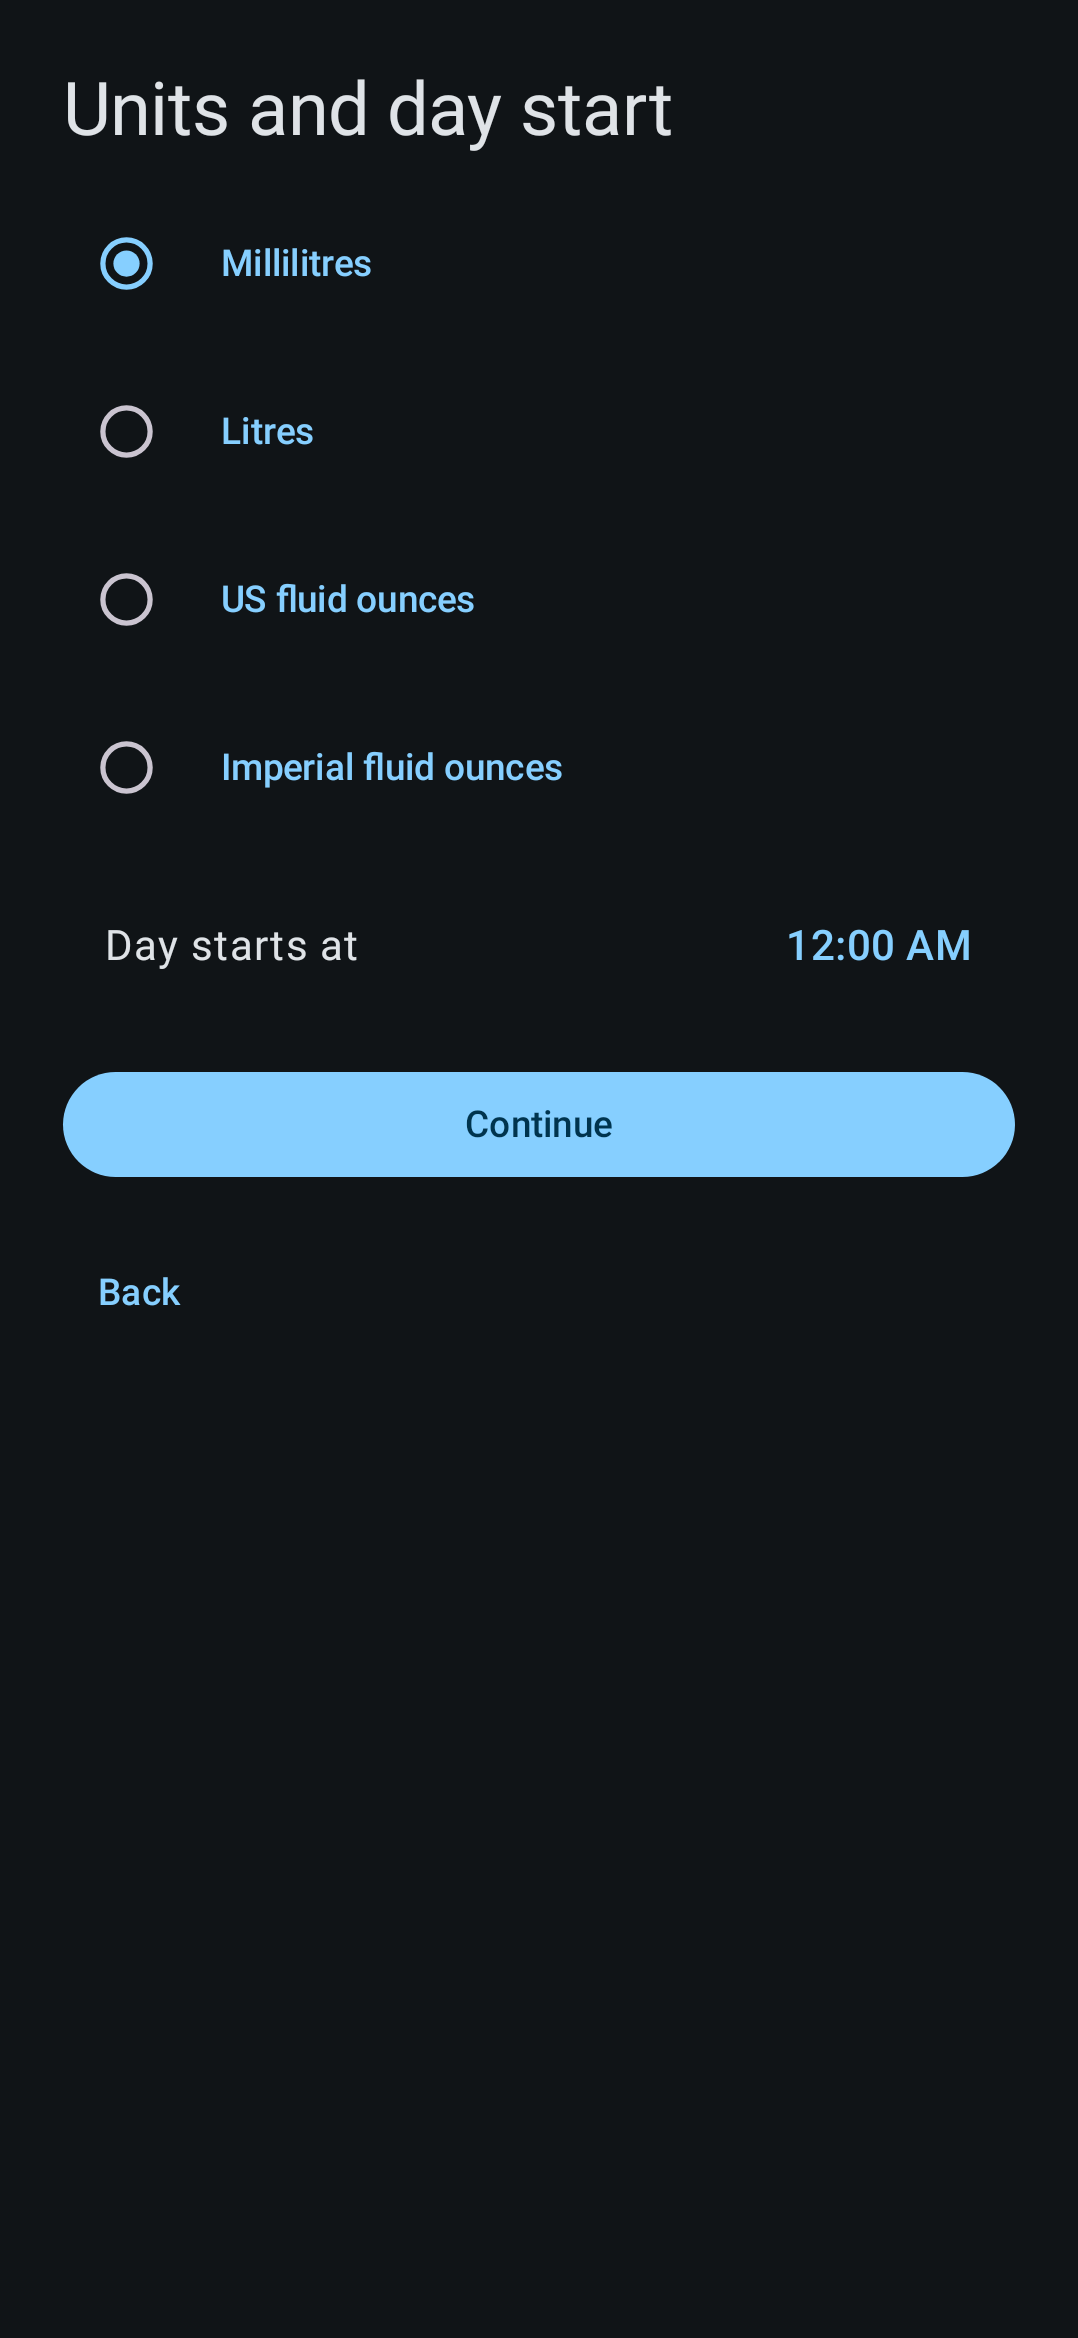 Units and day start
Millilitres
Litres
US fluid ounces
Imperial fluid ounces
Day starts at 12:00 AM
Continue
Back